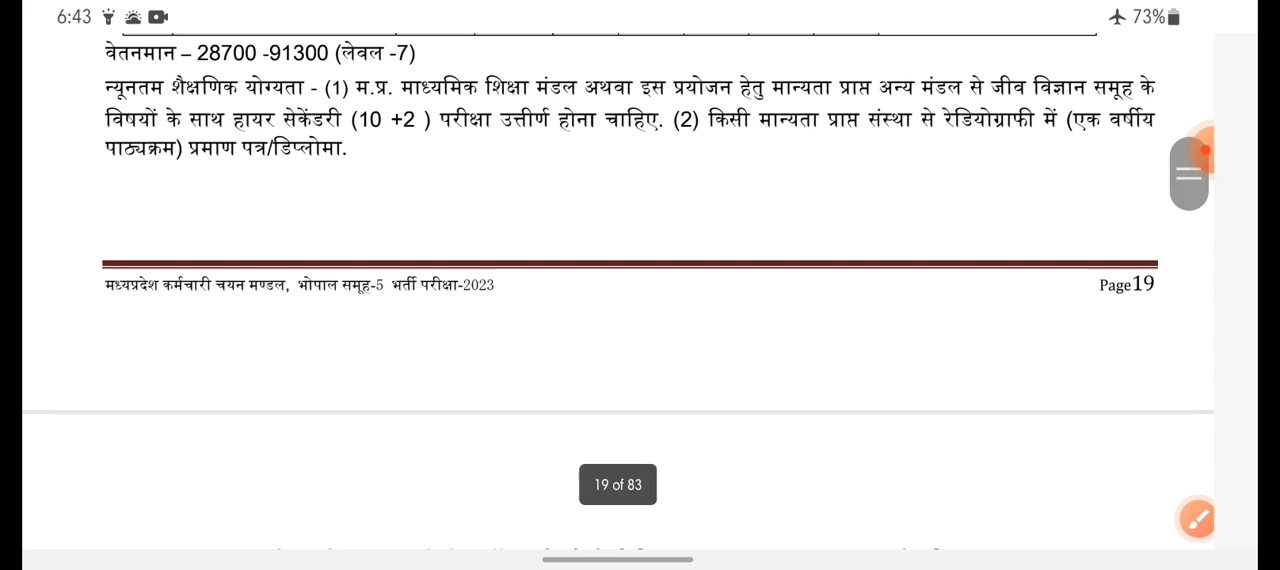 6:43
73%
वेतनमान – 28700 -91300 (लेवल -7)
न्यूनतम शैक्षणिक योग्यता - (1) म.प्र. माध्यमिक शिक्षा मंडल अथवा इस प्रयोजन हेतु मान्यता प्राप्त अन्य मंडल से जीव विज्ञान समूह के
विषयों के साथ हायर सेकेंडरी (10 +2 ) परीक्षा उत्तीर्ण होना चाहिए. (2) किसी मान्यता प्राप्त संस्था से रेडियोग्राफी में (एक वर्षीय
पाठ्यक्रम) प्रमाण पत्र/डिप्लोमा.
मध्यप्रदेश कर्मचारी चयन मण्डल, भोपाल समूह-5 भर्ती परीक्षा-2023
Page19
19 of 83